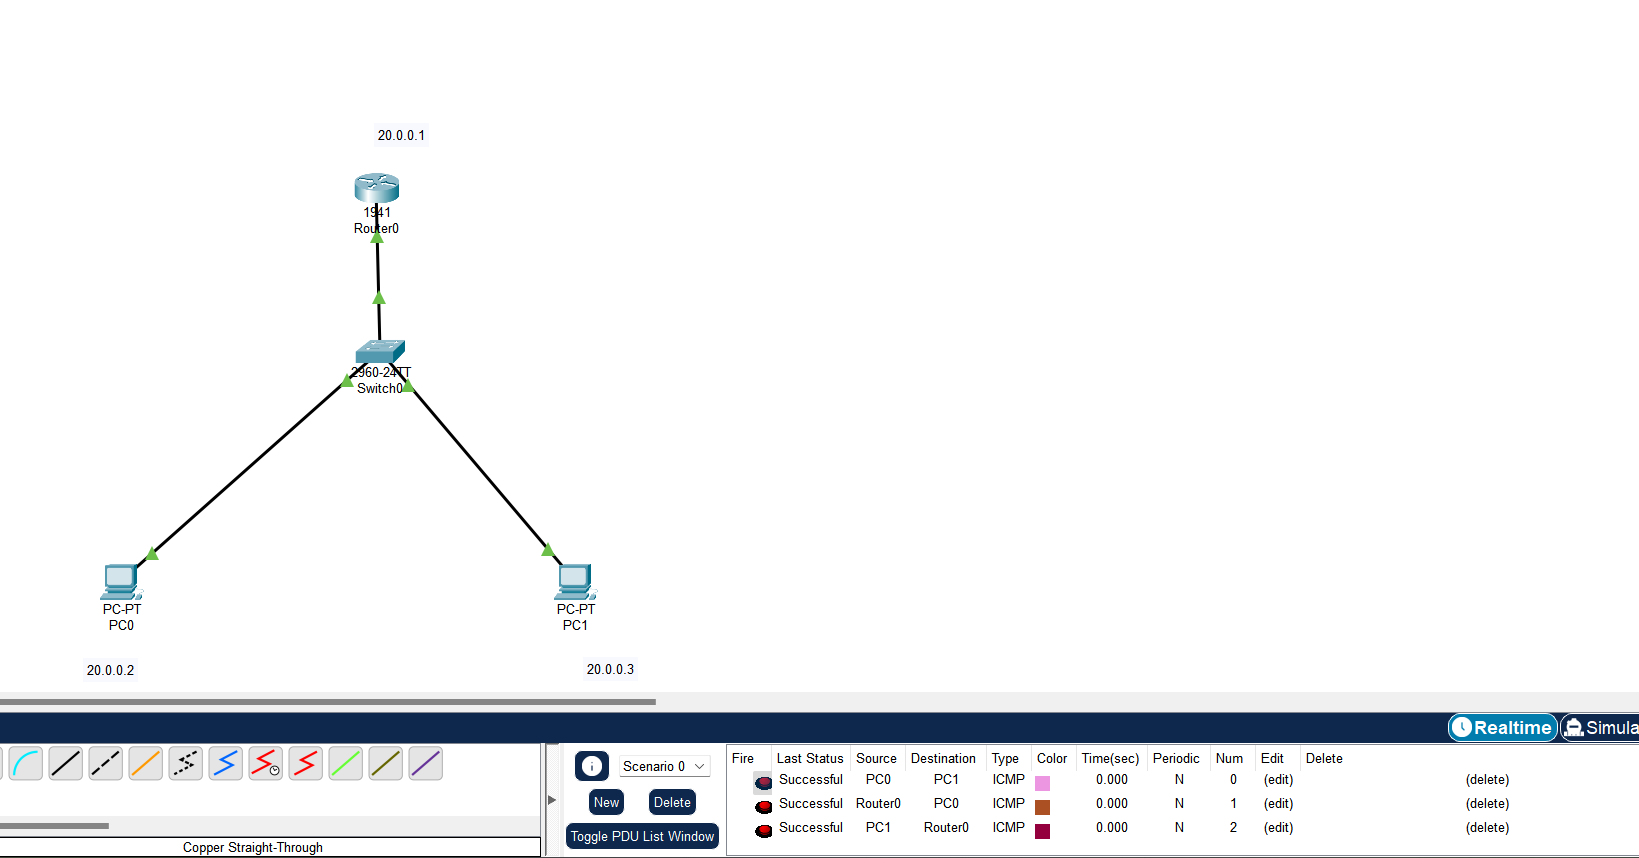 20.0.0.1
1941
Router0
2960-24TT
Switch0
PC-PT
PC0
PC-PT
PC1
20.0.0.2
20.0.0.3
Realtime
Simula
Scenario 0
New
Delete
Toggle PDU List Window
Copper Straight-Through
Fire Last Status Source Destination Type Color Time(sec) Periodic Num Edit Delete
Successful PC0 PC1 ICMP 0.000 N 0 (edit) (delete)
Successful Router0 PC0 ICMP 0.000 N 1 (edit) (delete)
Successful PC1 Router0 ICMP 0.000 N 2 (edit) (delete)